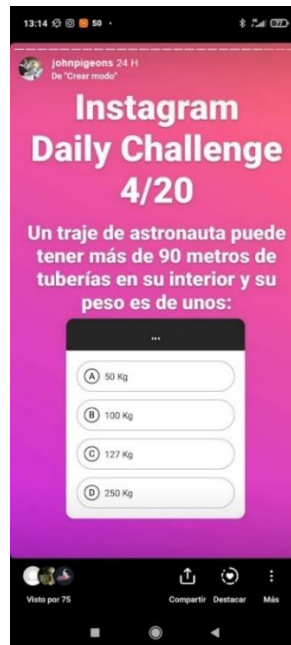 13:14 50
johnpigeons 24 H
De "Crear modo"
Instagram
Daily Challenge
4/20
Un traje de astronauta puede
tener más de 90 metros de
tuberías en su interior y su
peso es de unos:
...
A 50 Kg
B 100 Kg
C 127 Kg
D 250 Kg
Visto por 75 Compartir Destacar Más